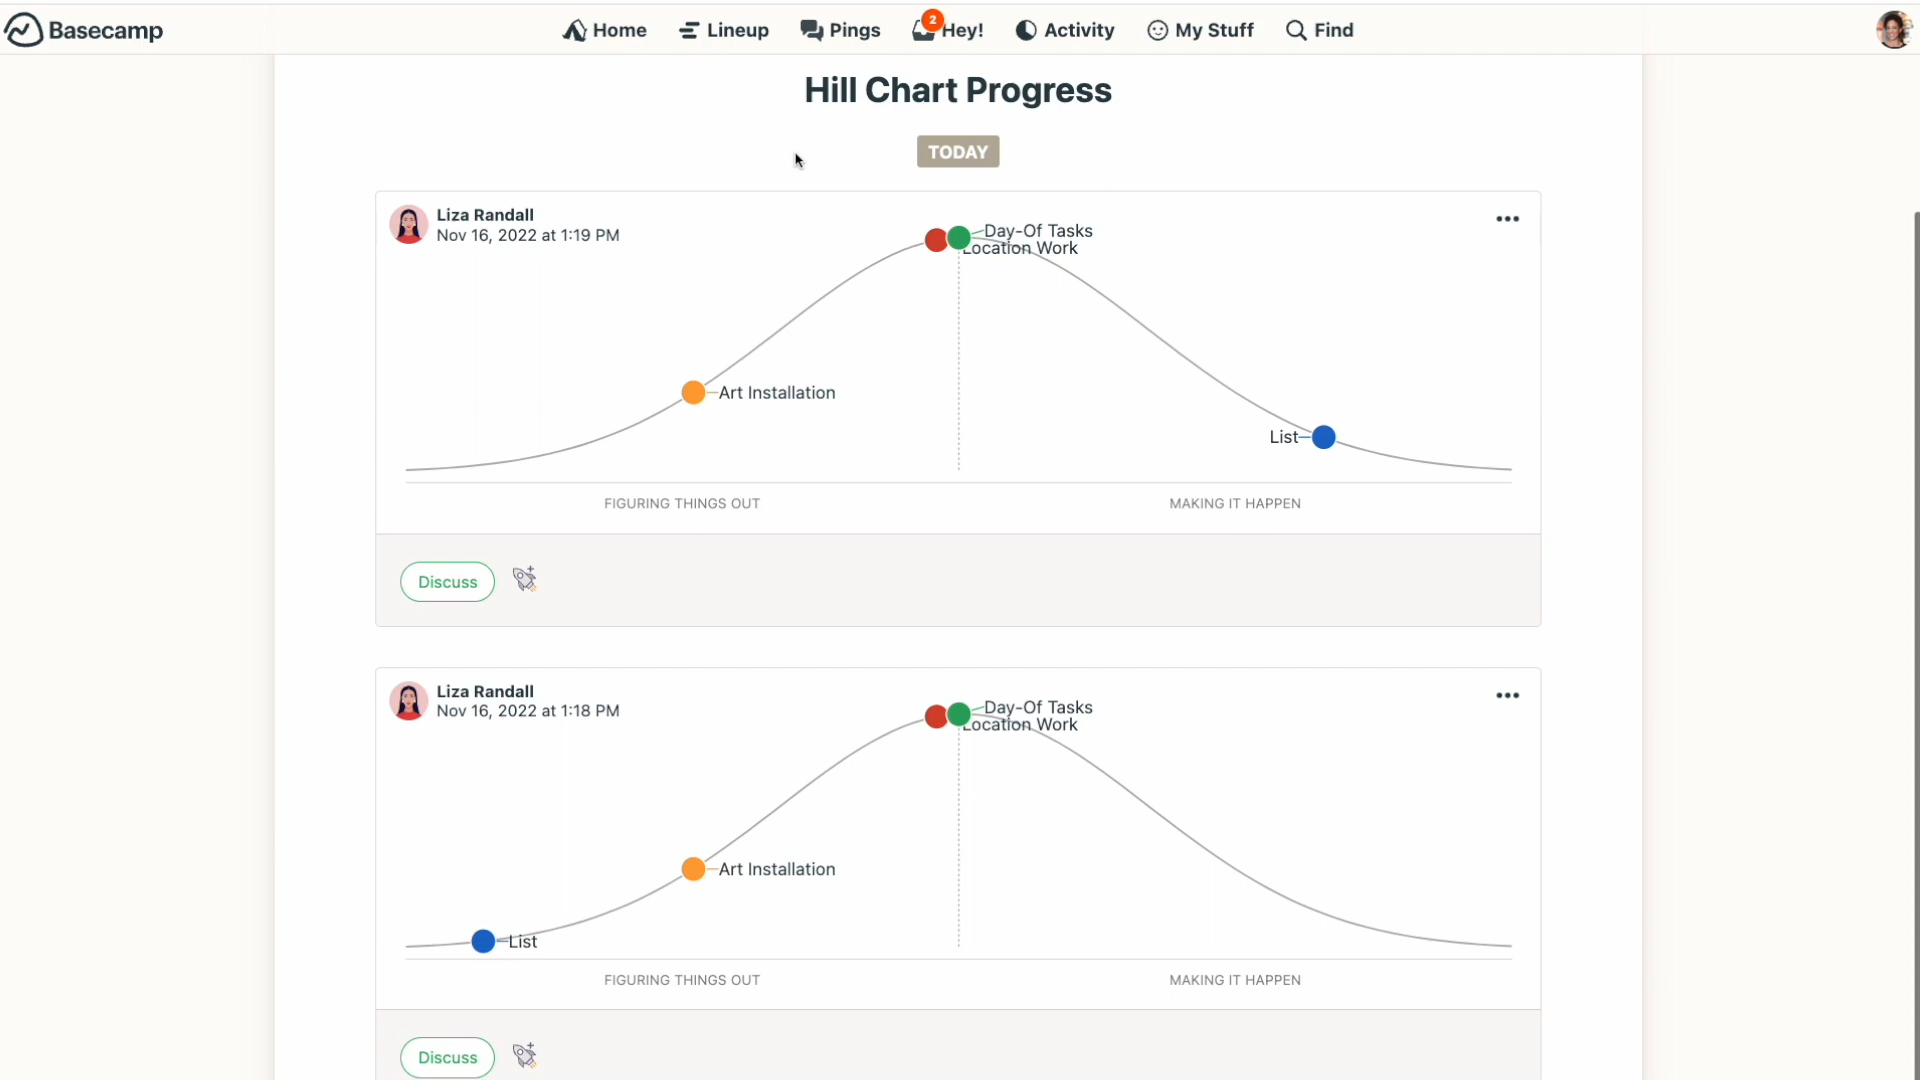 Basecamp
Home
Lineup
Pings
2
Hey!
Activity
My Stuff
Find
Hill Chart Progress
TODAY
Liza Randall
Nov 16, 2022 at 1:19 PM
Day-Of Tasks
Location Work
Art Installation
List
FIGURING THINGS OUT
MAKING IT HAPPEN
Discuss
Liza Randall
Nov 16, 2022 at 1:18 PM
Day-Of Tasks
Location Work
Art Installation
List
FIGURING THINGS OUT
MAKING IT HAPPEN
Discuss